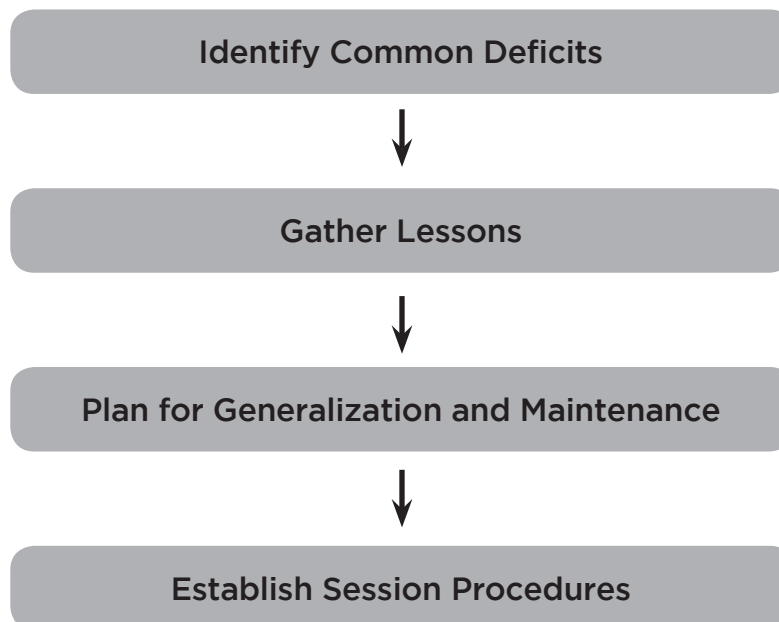 Identify Common Deficits
Gather Lessons
Plan for Generalization and Maintenance
Establish Session Procedures